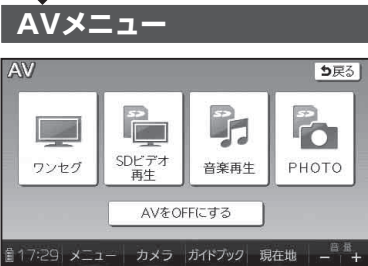 AVメニュー
AV
戻る
ワンセグ
SDビデオ
再生
音楽再生
PHOTO
AVをOFFにする
17:29 メニュー カメラ ガイドブック 現在地 音量
− +